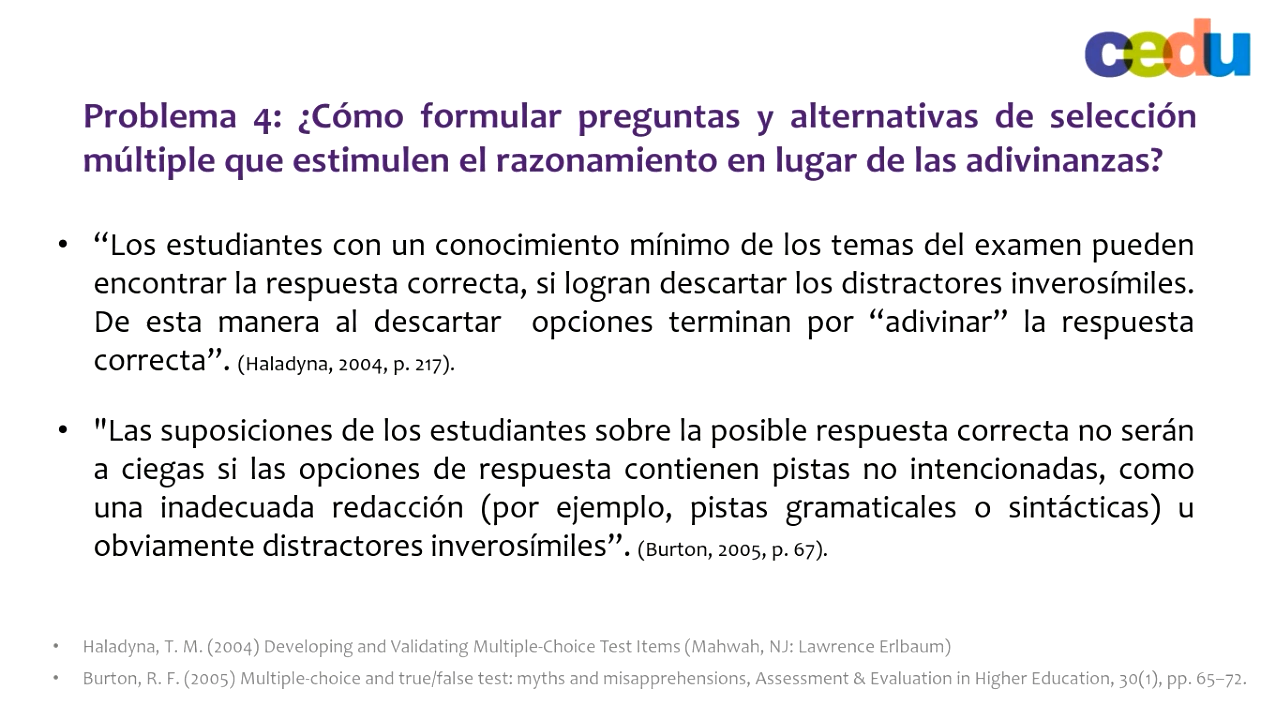 cedu
Problema 4: ¿Cómo formular preguntas y alternativas de selección
múltiple que estimulen el razonamiento en lugar de las adivinanzas?
• “Los estudiantes con un conocimiento mínimo de los temas del examen pueden
encontrar la respuesta correcta, si logran descartar los distractores inverosímiles.
De esta manera al descartar opciones terminan por “adivinar” la respuesta
correcta”. (Haladyna, 2004, p. 217).
• "Las suposiciones de los estudiantes sobre la posible respuesta correcta no serán
a ciegas si las opciones de respuesta contienen pistas no intencionadas, como
una inadecuada redacción (por ejemplo, pistas gramaticales o sintácticas) u
obviamente distractores inverosímiles”. (Burton, 2005, p. 67).
• Haladyna, T. M. (2004) Developing and Validating Multiple-Choice Test Items (Mahwah, NJ: Lawrence Erlbaum)
• Burton, R. F. (2005) Multiple-choice and true/false test: myths and misapprehensions, Assessment & Evaluation in Higher Education, 30(1), pp. 65–72.